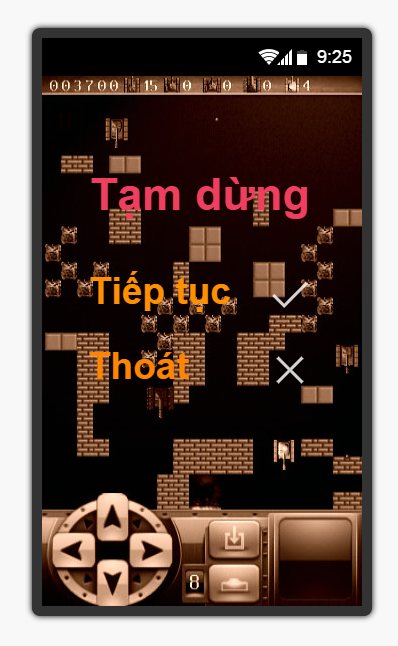 9:25
003700 15 0 0 0 4
Tạm dừng
Tiếp tục
Thoát
8